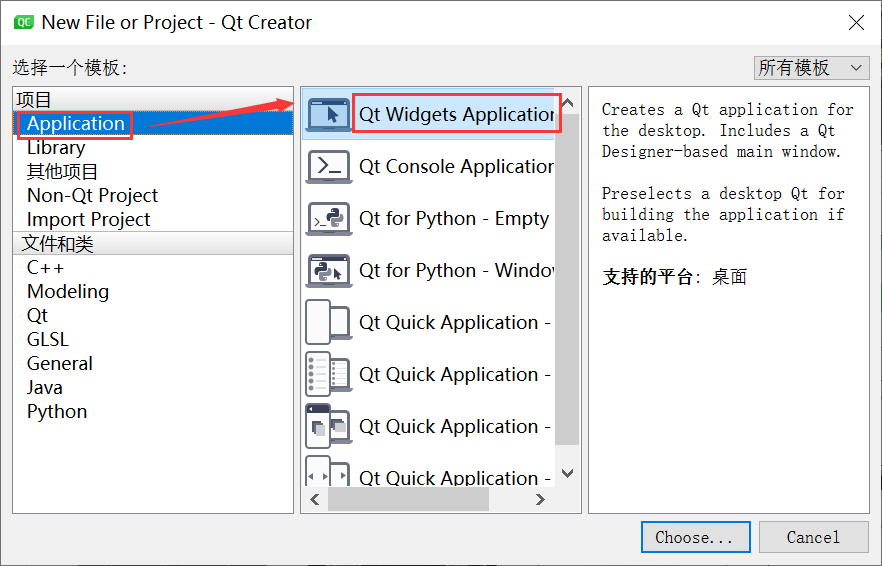 QC New File or Project - Qt Creator
选择一个模板:
所有模板
项目
Application
Library
其他项目
Non-Qt Project
Import Project
文件和类
C++
Modeling
Qt
GLSL
General
Java
Python
Qt Widgets Application
Qt Console Application
Qt for Python - Empty
Qt for Python - Windo
Qt Quick Application -
Qt Quick Application -
Qt Quick Application -
Qt Quick Application -
Creates a Qt application for
the desktop. Includes a Qt
Designer-based main window.
Preselects a desktop Qt for
building the application if
available.
支持的平台: 桌面
Choose...
Cancel